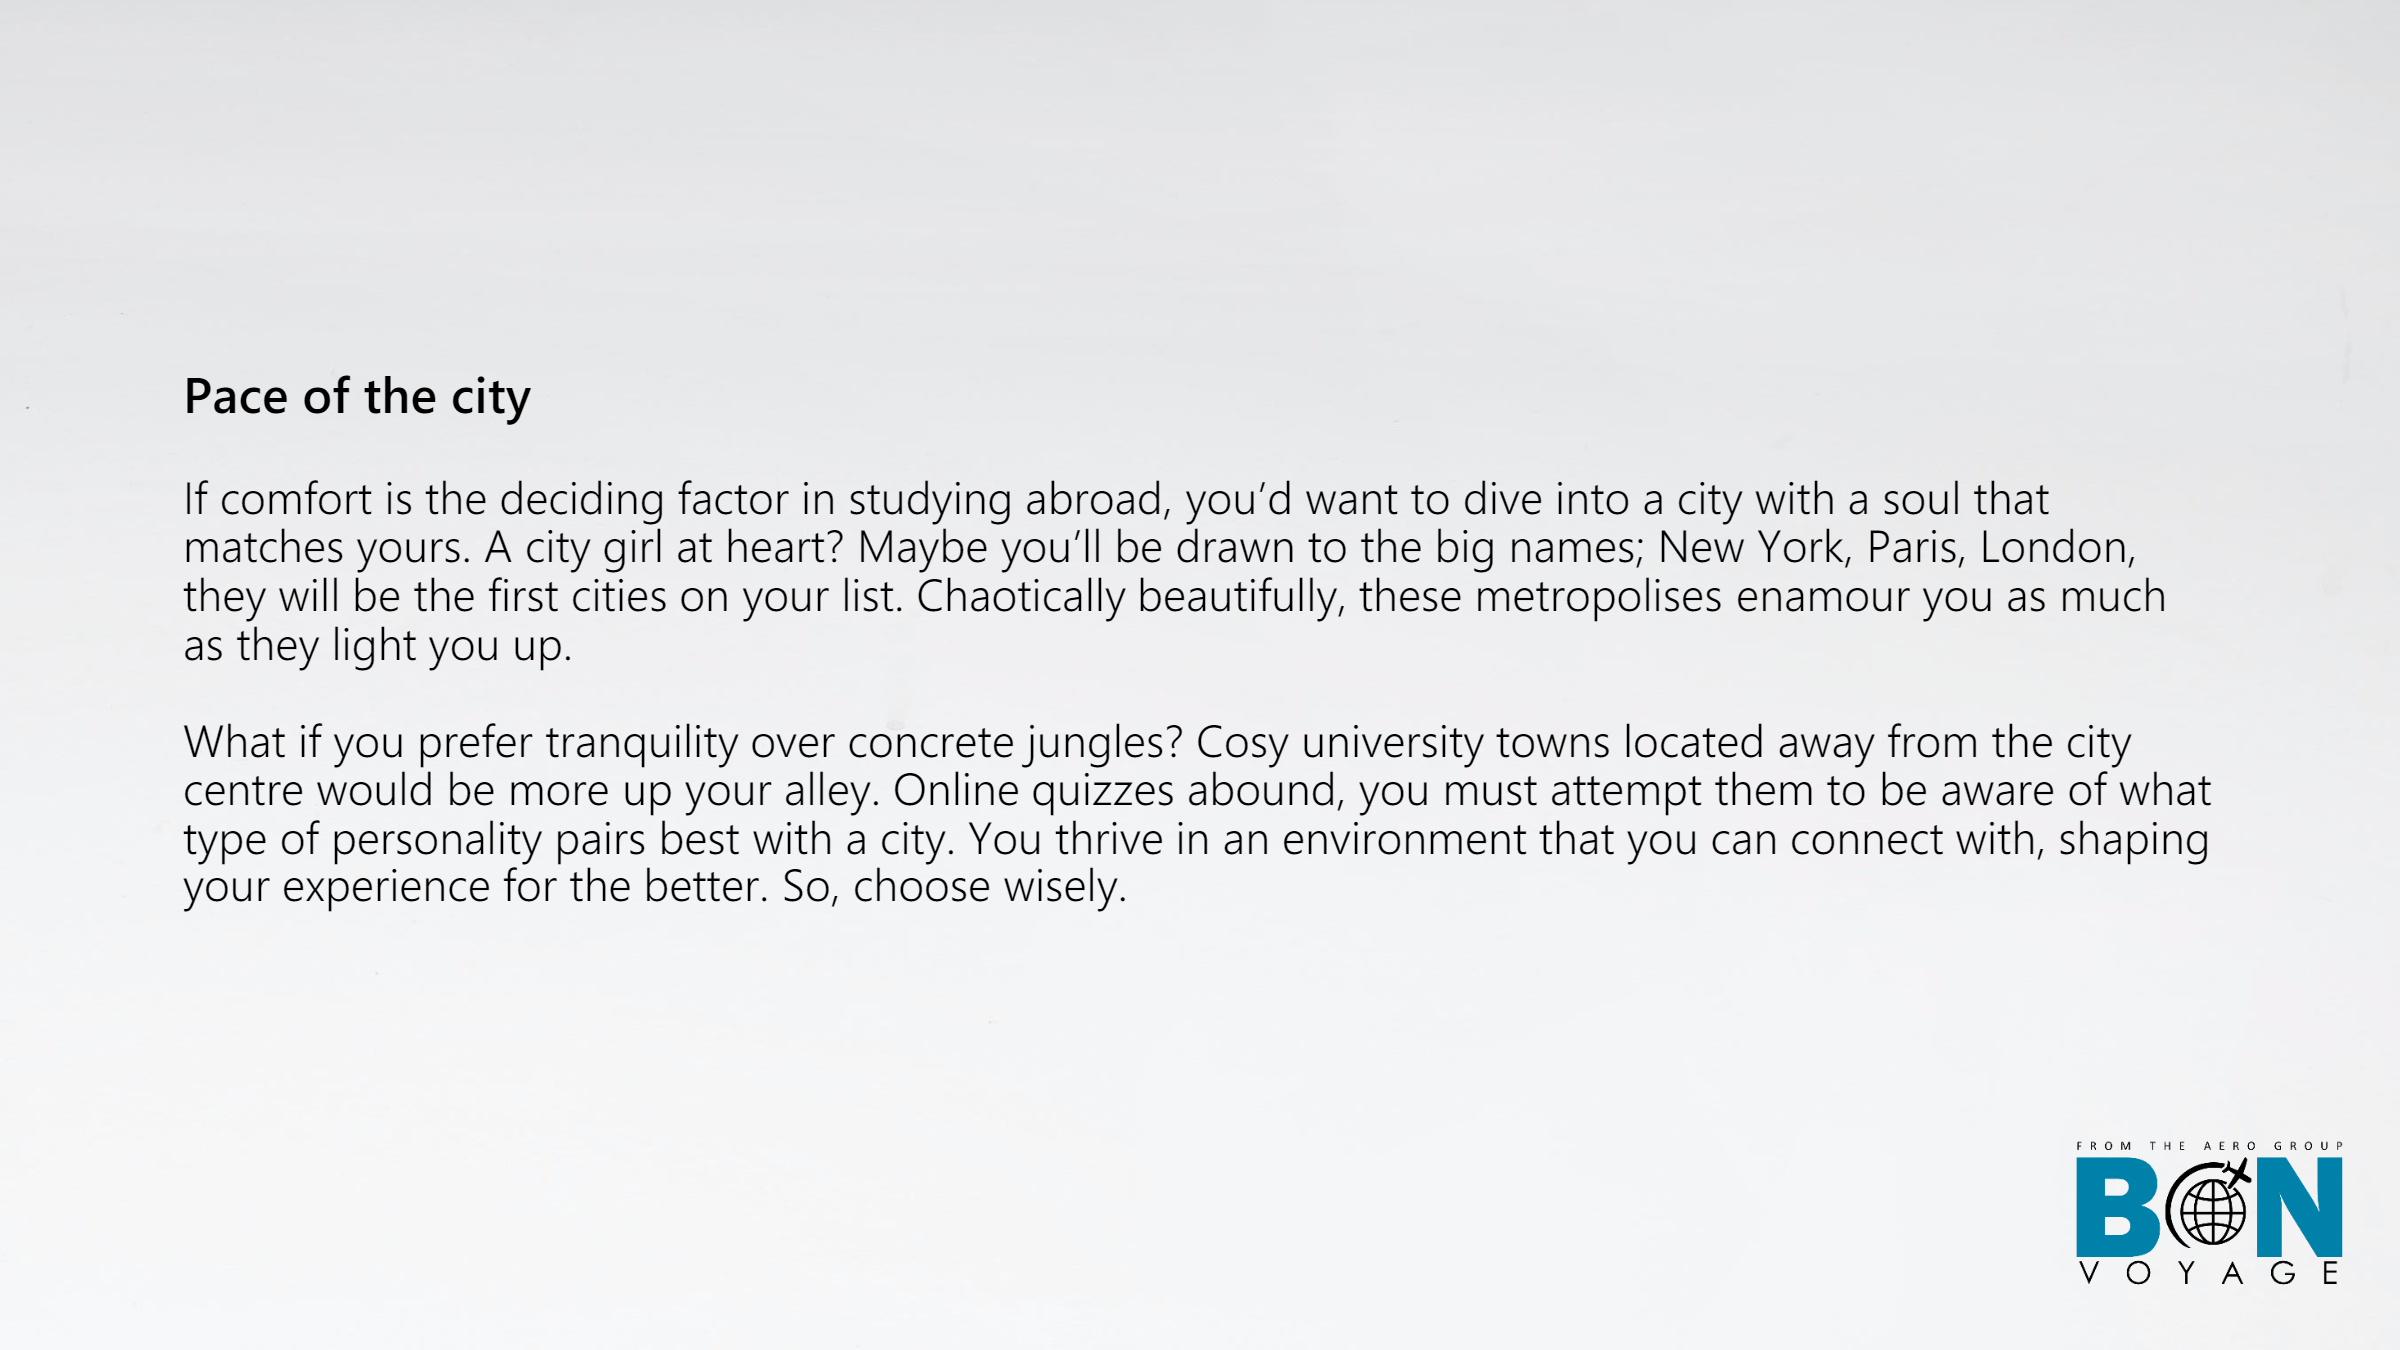 Pace of the city
If comfort is the deciding factor in studying abroad, you’d want to dive into a city with a soul that
matches yours. A city girl at heart? Maybe you’ll be drawn to the big names; New York, Paris, London,
they will be the first cities on your list. Chaotically beautifully, these metropolises enamour you as much
as they light you up.
What if you prefer tranquility over concrete jungles? Cosy university towns located away from the city
centre would be more up your alley. Online quizzes abound, you must attempt them to be aware of what
type of personality pairs best with a city. You thrive in an environment that you can connect with, shaping
your experience for the better. So, choose wisely.
FROM THE AERO GROUP
BON
VOYAGE